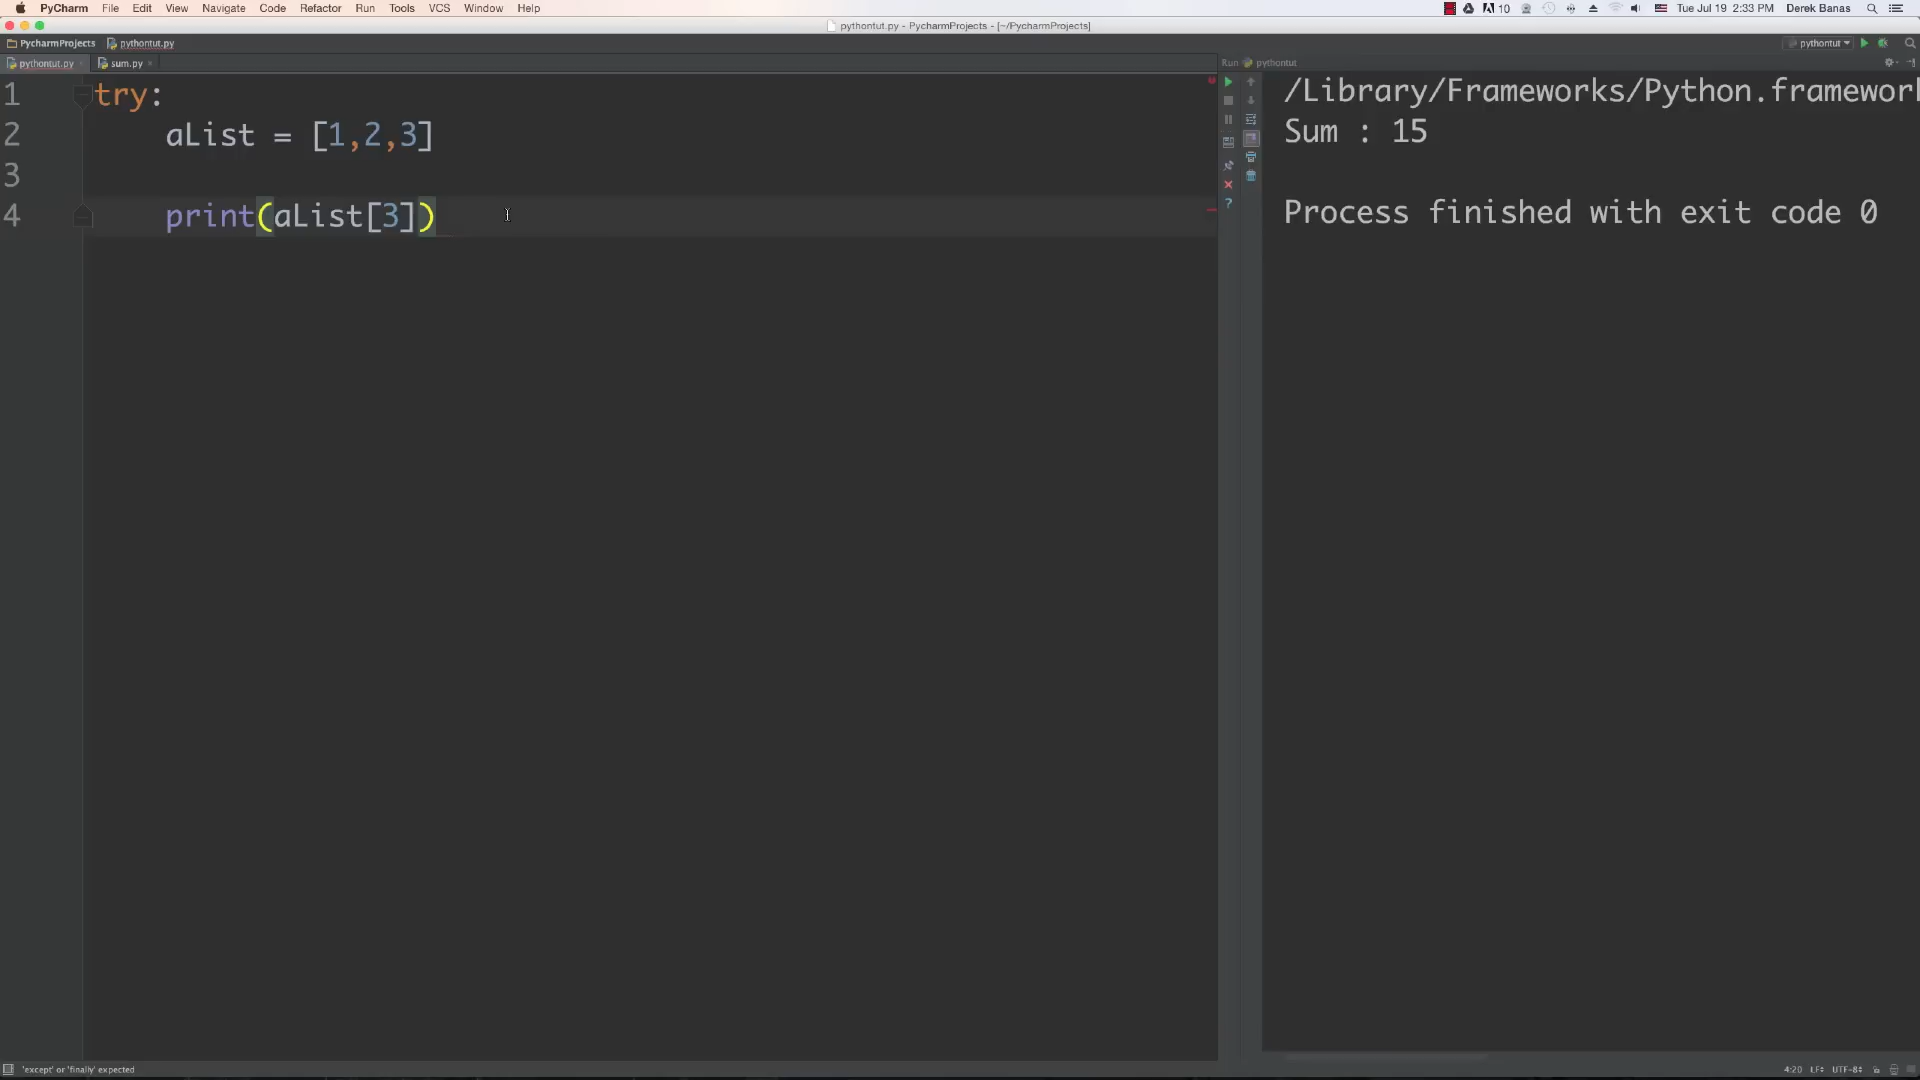 PyCharm File Edit View Navigate Code Refactor Run Tools VCS Window Help 10 Tue Jul 19 2:33 PM Derek Banas
pythontut.py - PycharmProjects - [~/PycharmProjects]
PycharmProjects pythontut.py pythontut
pythontut.py sum.py Run pythontut
1 try:
2 aList = [1,2,3]
3
4 print(aList[3])
/Library/Frameworks/Python.framework
Sum : 15
Process finished with exit code 0
'except' or 'finally' expected 4:20 LF UTF-8